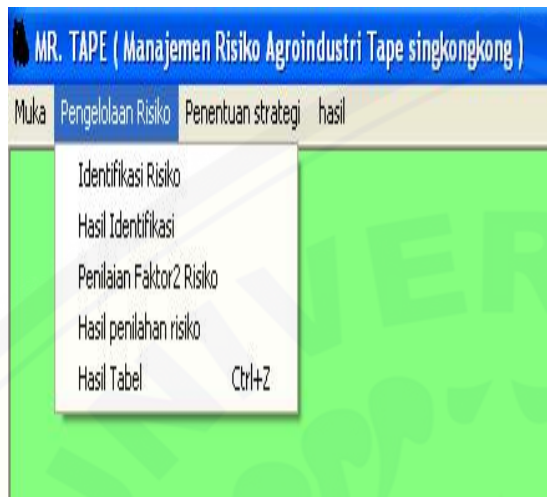 MR. TAPE ( Manajemen Risiko Agroindustri Tape singkongkong )
Muka Pengelolaan Risiko Penentuan strategi hasil
Identifikasi Risiko
Hasil Identifikasi
Penilaian Faktor2 Risiko
Hasil penilahan risiko
Hasil Tabel Ctrl+Z